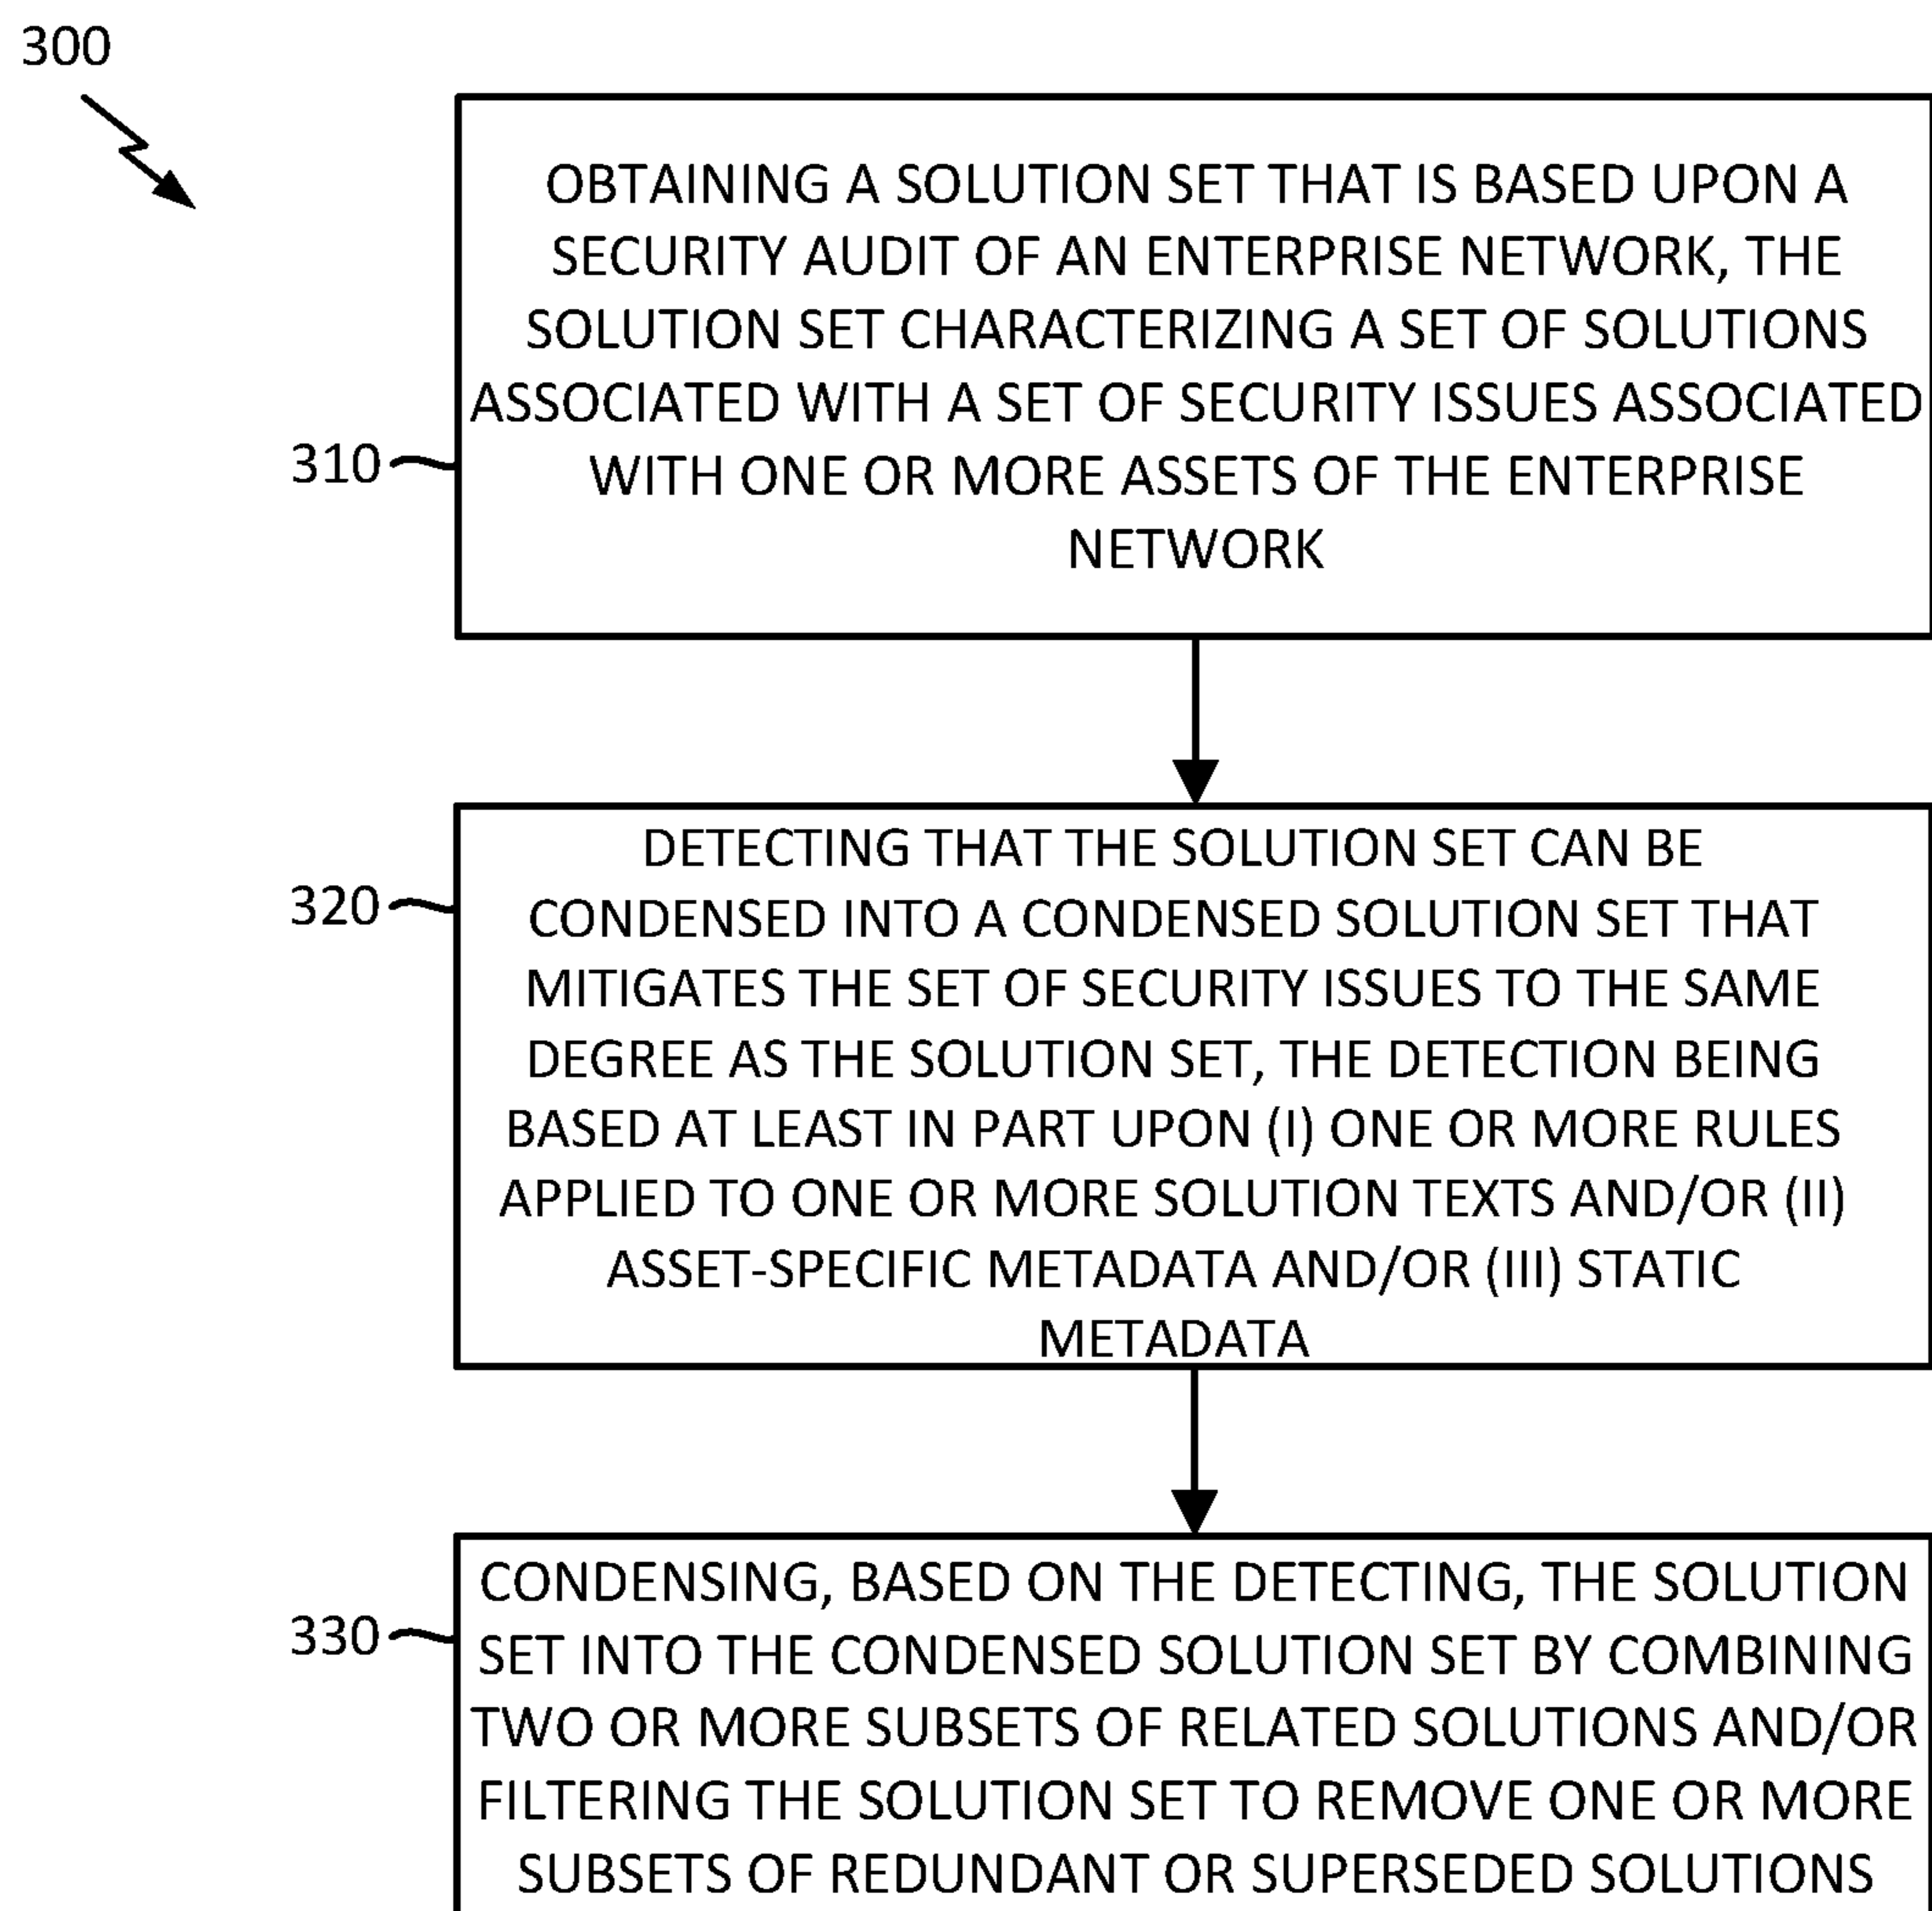 300
OBTAINING A SOLUTION SET THAT IS BASED UPON A
SECURITY AUDIT OF AN ENTERPRISE NETWORK, THE
SOLUTION SET CHARACTERIZING A SET OF SOLUTIONS
ASSOCIATED WITH A SET OF SECURITY ISSUES ASSOCIATED
WITH ONE OR MORE ASSETS OF THE ENTERPRISE
NETWORK
310
DETECTING THAT THE SOLUTION SET CAN BE
CONDENSED INTO A CONDENSED SOLUTION SET THAT
MITIGATES THE SET OF SECURITY ISSUES TO THE SAME
DEGREE AS THE SOLUTION SET, THE DETECTION BEING
BASED AT LEAST IN PART UPON (I) ONE OR MORE RULES
APPLIED TO ONE OR MORE SOLUTION TEXTS AND/OR (II)
ASSET-SPECIFIC METADATA AND/OR (III) STATIC
METADATA
320
CONDENSING, BASED ON THE DETECTING, THE SOLUTION
SET INTO THE CONDENSED SOLUTION SET BY COMBINING
TWO OR MORE SUBSETS OF RELATED SOLUTIONS AND/OR
FILTERING THE SOLUTION SET TO REMOVE ONE OR MORE
SUBSETS OF REDUNDANT OR SUPERSEDED SOLUTIONS
330